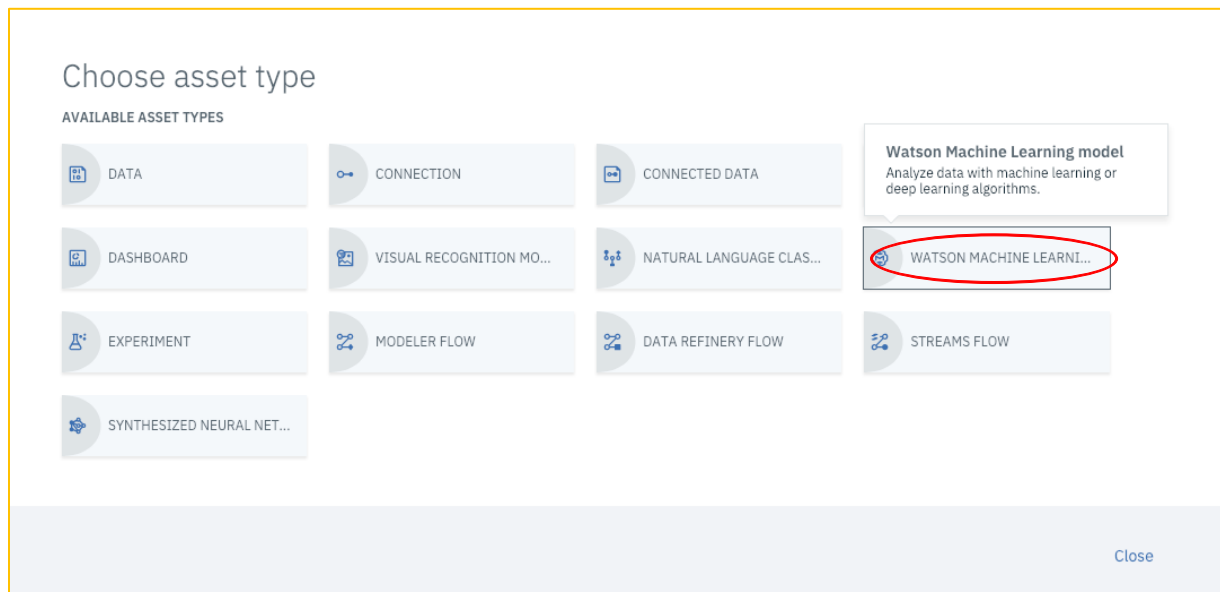 Choose asset type
AVAILABLE ASSET TYPES
Watson Machine Learning model
Analyze data with machine learning or
deep learning algorithms.
DATA
CONNECTION
CONNECTED DATA
DASHBOARD
VISUAL RECOGNITION MO...
NATURAL LANGUAGE CLAS...
WATSON MACHINE LEARNI...
EXPERIMENT
MODELER FLOW
DATA REFINERY FLOW
STREAMS FLOW
SYNTHESIZED NEURAL NET...
Close